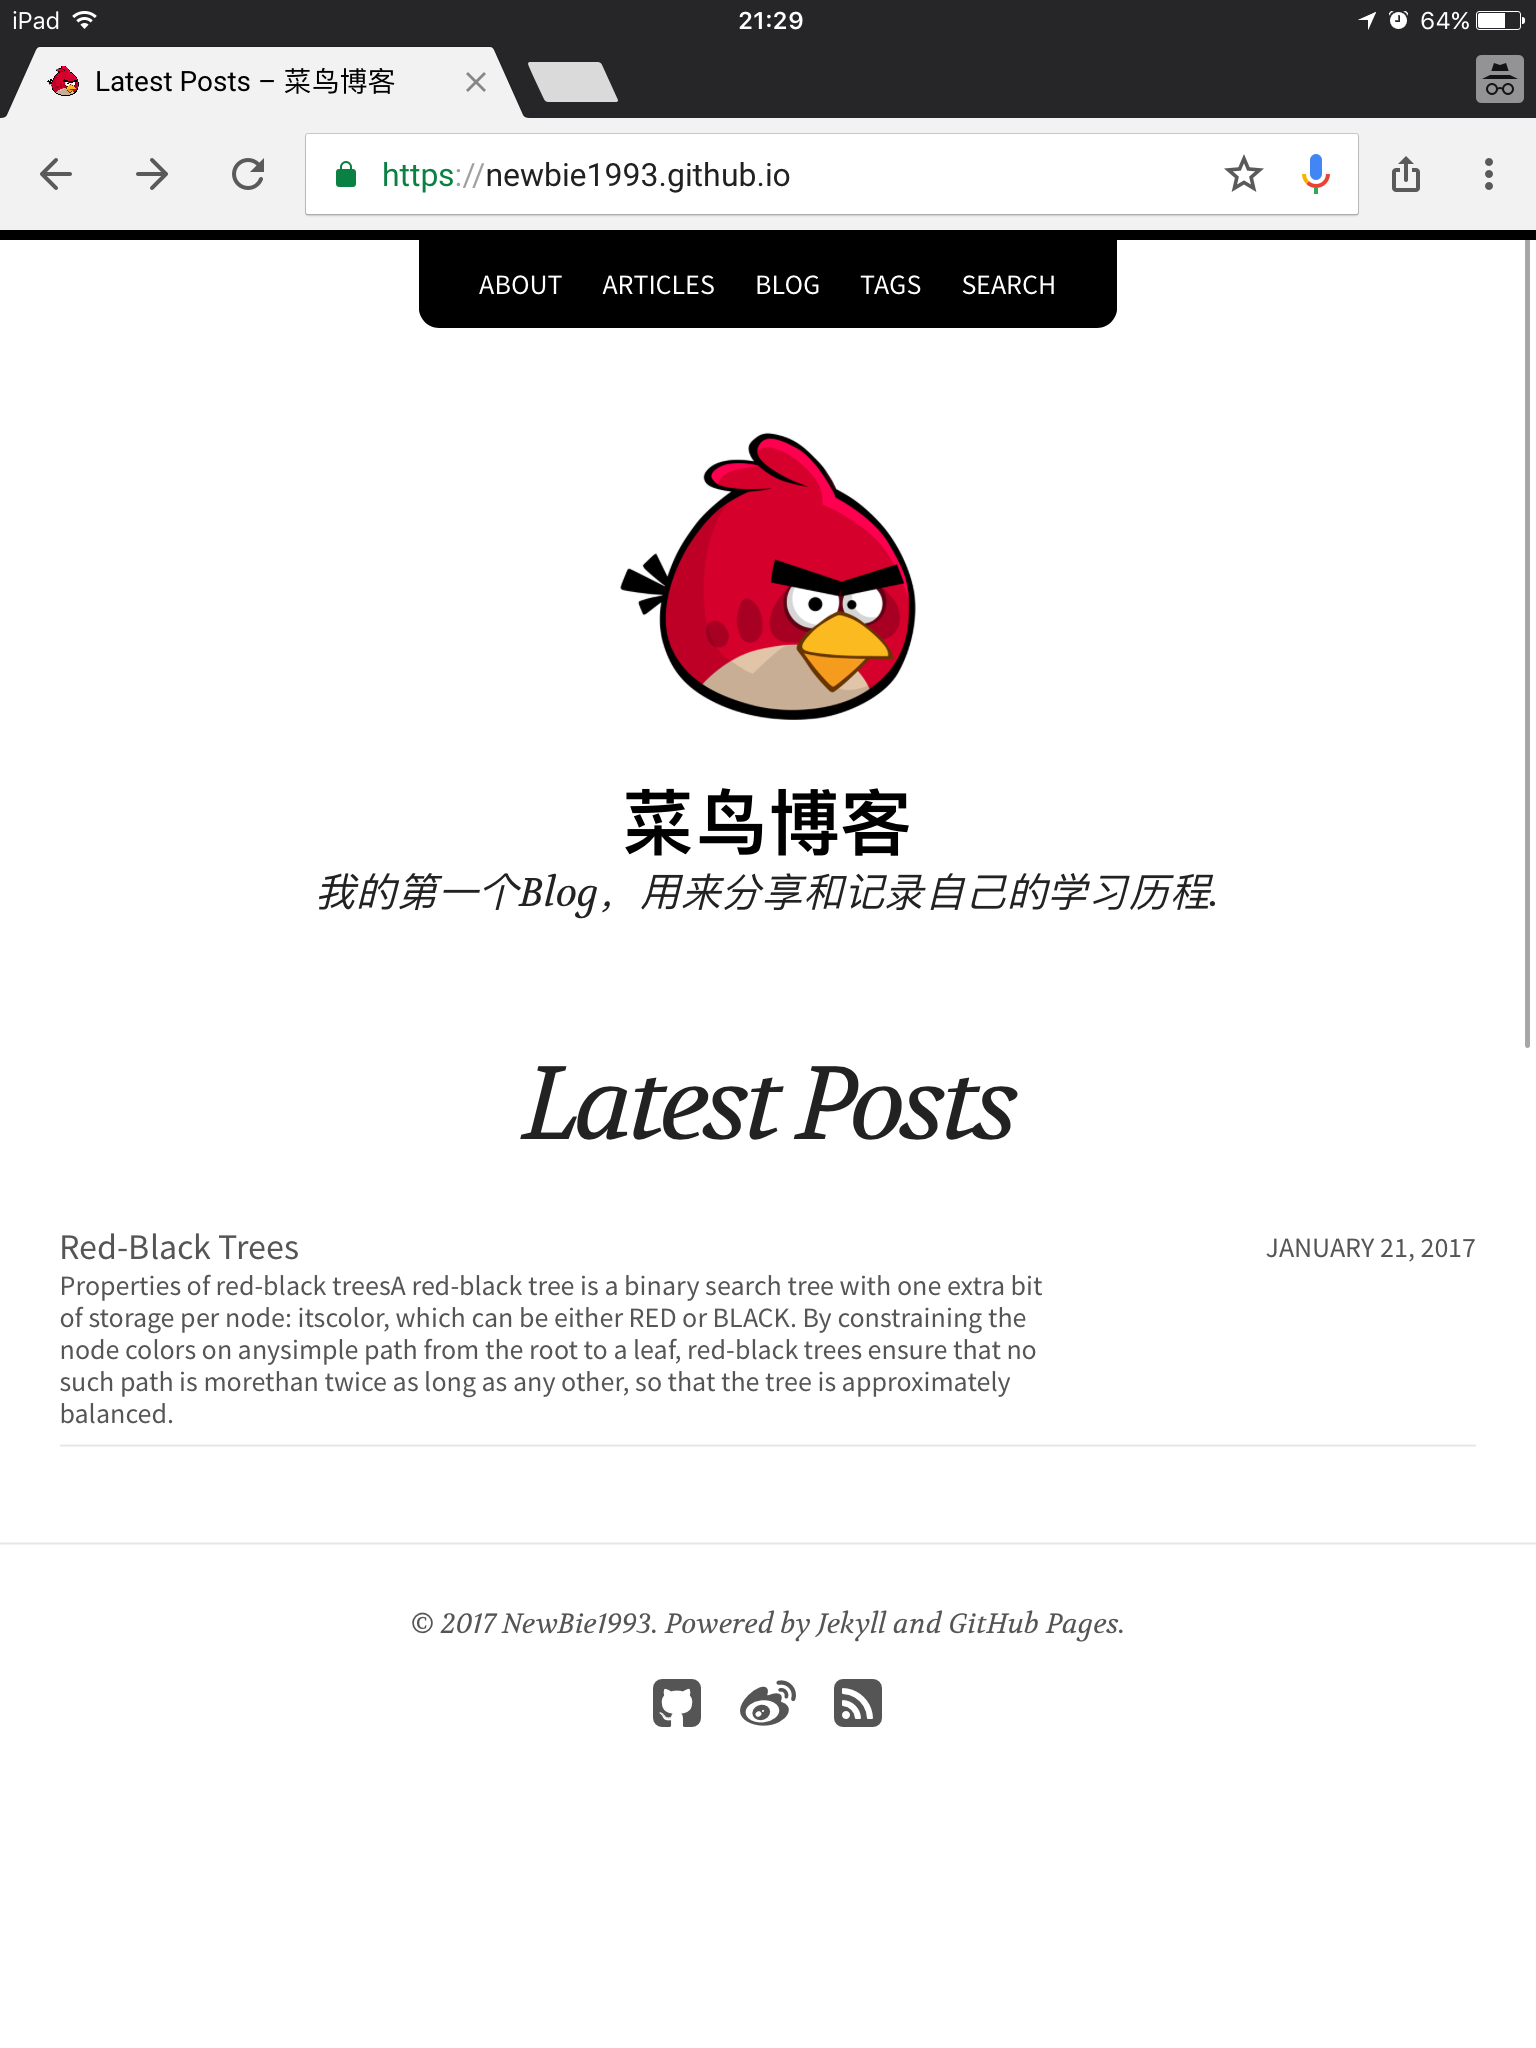 iPad 21:29 64%
Latest Posts – 菜鸟博客
https://newbie1993.github.io
ABOUT ARTICLES BLOG TAGS SEARCH
菜鸟博客
我的第一个Blog，用来分享和记录自己的学习历程.
Latest Posts
Red-Black Trees JANUARY 21, 2017
Properties of red-black treesA red-black tree is a binary search tree with one extra bit
of storage per node: itscolor, which can be either RED or BLACK. By constraining the
node colors on anysimple path from the root to a leaf, red-black trees ensure that no
such path is morethan twice as long as any other, so that the tree is approximately
balanced.
© 2017 NewBie1993. Powered by Jekyll and GitHub Pages.